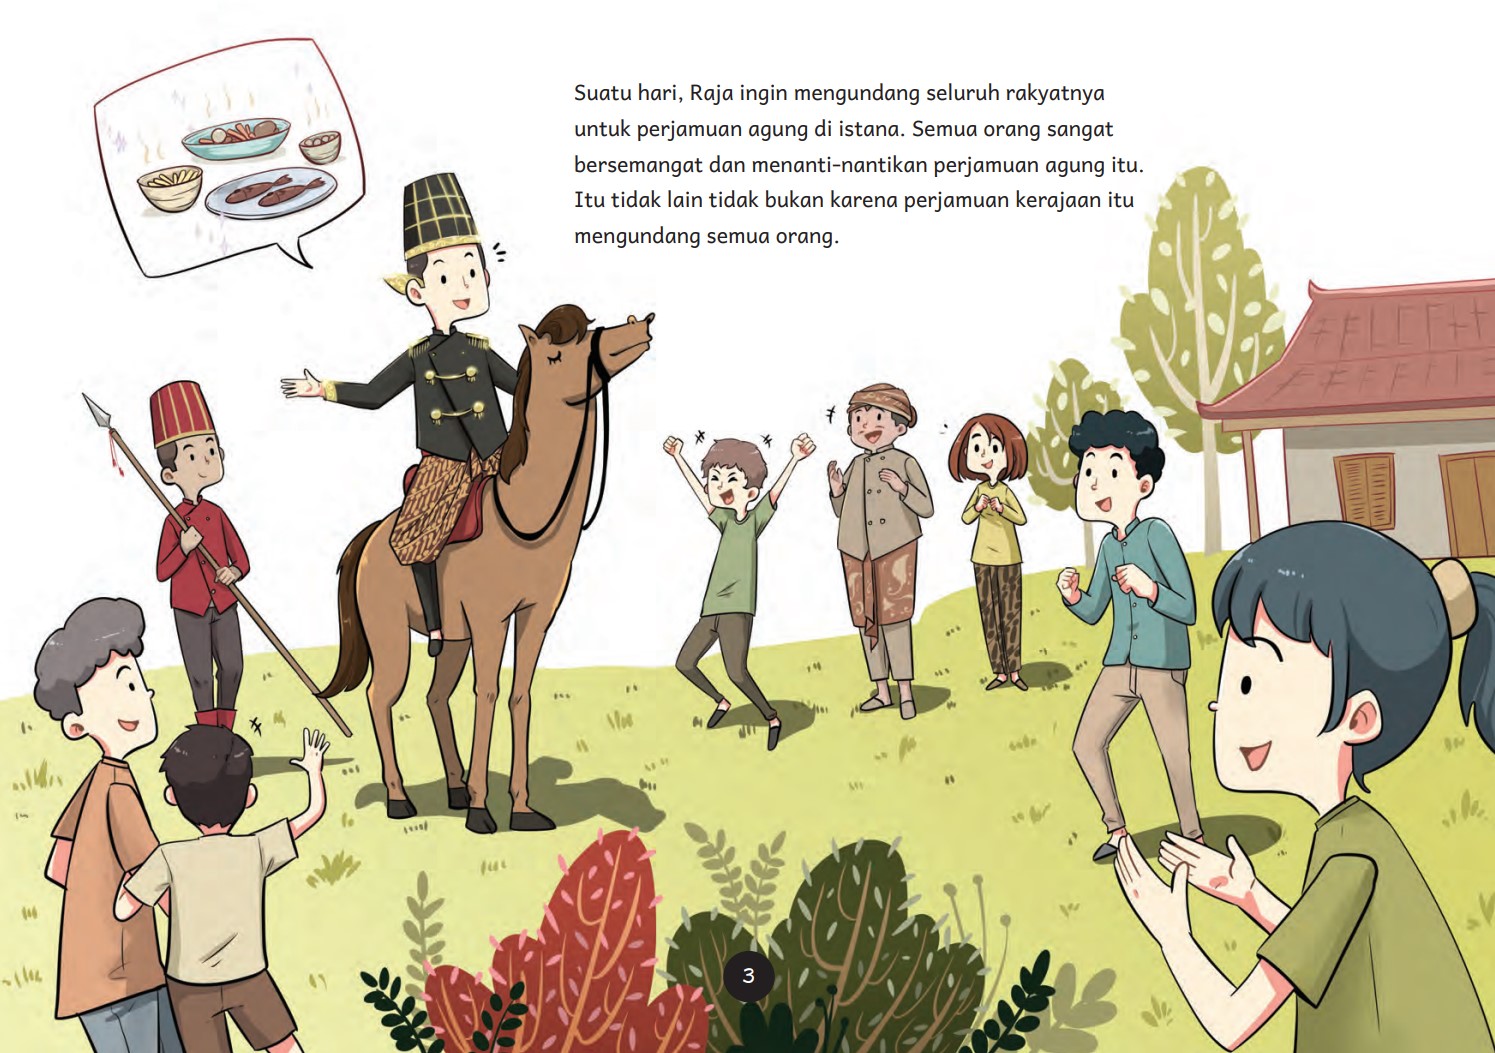 Suatu hari, Raja ingin mengundang seluruh rakyatnya
untuk perjamuan agung di istana. Semua orang sangat
bersemangat dan menanti-nantikan perjamuan agung itu.
Itu tidak lain tidak bukan karena perjamuan kerajaan itu
mengundang semua orang.
3